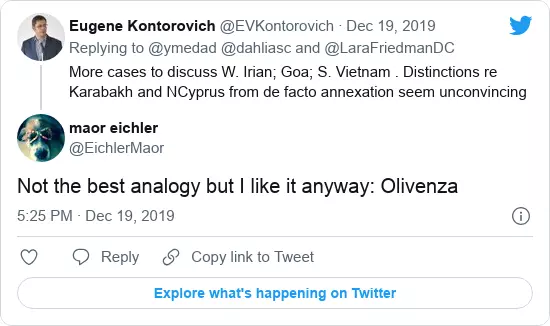 Eugene Kontorovich @EVKontorovich · Dec 19, 2019
Replying to @ymedad @dahliasc and @LaraFriedmanDC
More cases to discuss W. Irian; Goa; S. Vietnam . Distinctions re
Karabakh and NCyprus from de facto annexation seem unconvincing
maor eichler
@EichlerMaor
Not the best analogy but I like it anyway: Olivenza
5:25 PM · Dec 19, 2019
Reply
Copy link to Tweet
Explore what's happening on Twitter